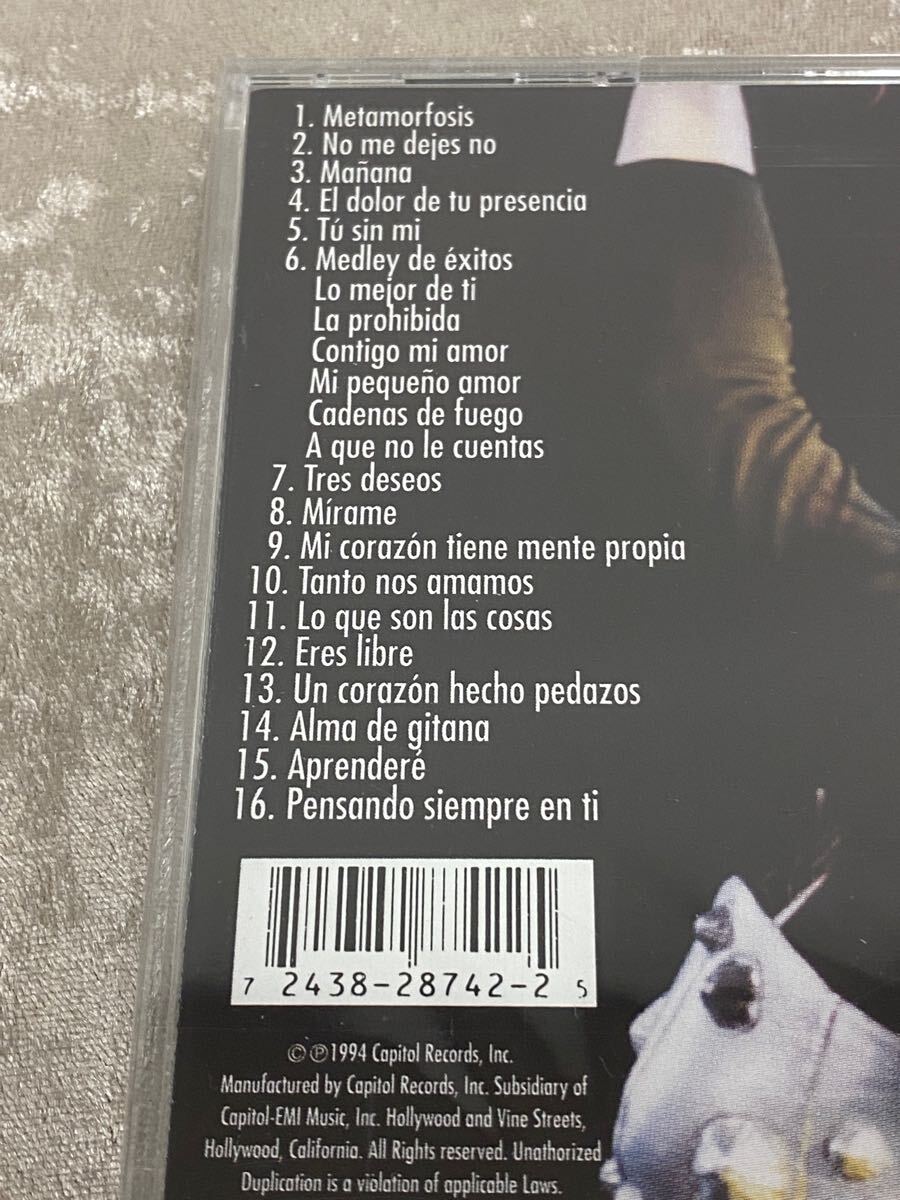 1. Metamorfosis
2. No me dejes no
3. Mañana
4. El dolor de tu presencia
5. Tú sin mi
6. Medley de éxitos
Lo mejor de ti
La prohibida
Contigo mi amor
Mi pequeño amor
Cadenas de fuego
A que no le cuentas
7. Tres deseos
8. Mírame
9. Mi corazón tiene mente propia
10. Tanto nos amamos
11. Lo que son las cosas
12. Eres libre
13. Un corazón hecho pedazos
14. Alma de gitana
15. Aprenderé
16. Pensando siempre en ti
7 2438-28742-2 5
©℗1994 Capitol Records, Inc.
Manufactured by Capitol Records, Inc. Subsidiary of
Capitol-EMI Music, Inc. Hollywood and Vine Streets,
Hollywood, California. All Rights reserved. Unathorized
Duplication is a violation of applicable Laws.